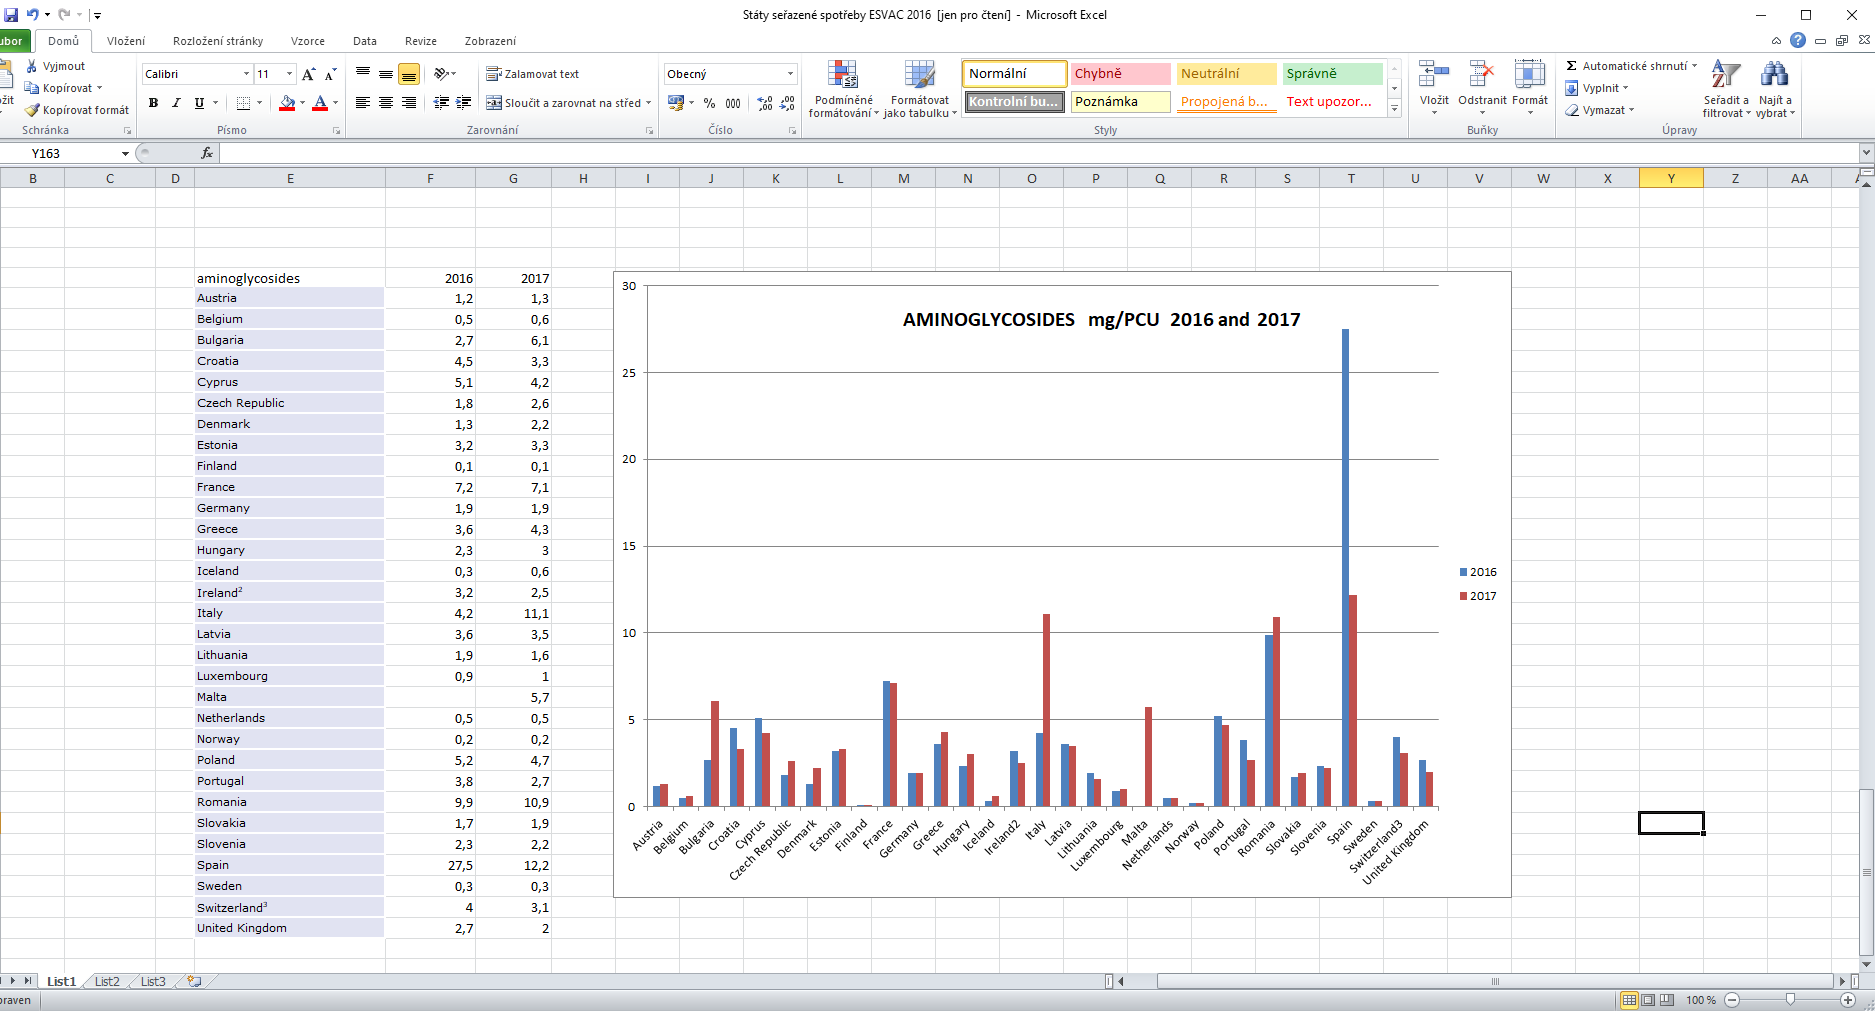 Státy seřazené spotřeby ESVAC 2016 [jen pro čtení] - Microsoft Excel
ubor Domů Vložení Rozložení stránky Vzorce Data Revize Zobrazení
Vyjmout
Kopírovat
Kopírovat formát
Schránka
Calibri 11
B I U
Písmo
Zalamovat text
Sloučit a zarovnat na střed
Zarovnání
Obecný
% 000
Číslo
Podmíněné formátování
Formátovat jako tabulku
Normální Chybně Neutrální Správně
Kontrolní bu... Poznámka Propojená b... Text upozor...
Styly
Vložit Odstranit Formát
Buňky
Σ Automatické shrnutí
Vyplnit
Vymazat
Seřadit a filtrovat
Najít a vybrat
Úpravy
Y163 fx
B C D E F G H I J K L M N O P Q R S T U V W X Y Z AA
aminoglycosides 2016 2017
Austria 1,2 1,3
Belgium 0,5 0,6
Bulgaria 2,7 6,1
Croatia 4,5 3,3
Cyprus 5,1 4,2
Czech Republic 1,8 2,6
Denmark 1,3 2,2
Estonia 3,2 3,3
Finland 0,1 0,1
France 7,2 7,1
Germany 1,9 1,9
Greece 3,6 4,3
Hungary 2,3 3
Iceland 0,3 0,6
Ireland² 3,2 2,5
Italy 4,2 11,1
Latvia 3,6 3,5
Lithuania 1,9 1,6
Luxembourg 0,9 1
Malta 5,7
Netherlands 0,5 0,5
Norway 0,2 0,2
Poland 5,2 4,7
Portugal 3,8 2,7
Romania 9,9 10,9
Slovakia 1,7 1,9
Slovenia 2,3 2,2
Spain 27,5 12,2
Sweden 0,3 0,3
Switzerland³ 4 3,1
United Kingdom 2,7 2
AMINOGLYCOSIDES mg/PCU 2016 and 2017
30
25
20
15
10
5
0
2016
2017
Austria Belgium Bulgaria Croatia Cyprus Czech Republic Denmark Estonia Finland France Germany Greece Hungary Iceland Ireland2 Italy Latvia Lithuania Luxembourg Malta Netherlands Norway Poland Portugal Romania Slovakia Slovenia Spain Sweden Switzerland3 United Kingdom
List1 List2 List3
praven 100 %